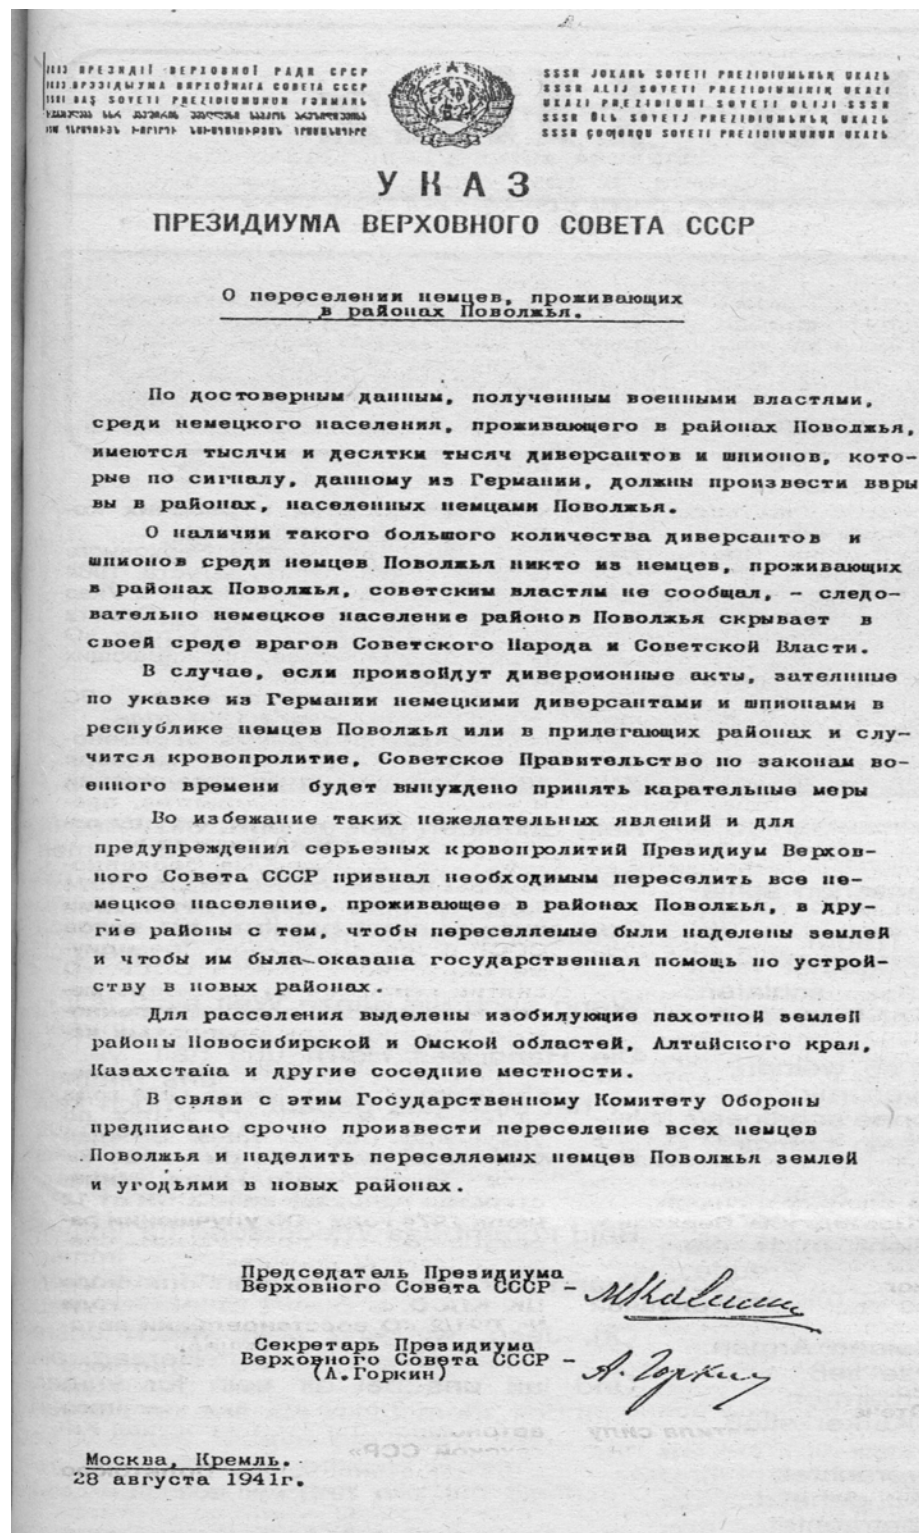 УКАЗ
ПРЕЗИДИУМА ВЕРХОВНОГО СОВЕТА СССР
О переселении немцев, проживающих
в районах Поволжья.
По достоверным данным, полученным военными властями,
среди немецкого населения, проживающего в районах Поволжья,
имеются тысячи и десятки тысяч диверсантов и шпионов, кото-
рые по сигналу, данному из Германии, должны произвести взры
вы в районах, населенных немцами Поволжья.
О наличии такого большого количества диверсантов и
шпионов среди немцев Поволжья никто из немцев, проживающих
в районах Поволжья, советским властям не сообщал, - следо-
вательно немецкое население районов Поволжья скрывает в
своей среде врагов Советского Народа и Советской Власти.
В случае, если произойдут диверсионные акты, затеянные
по указке из Германии немецкими диверсантами и шпионами в
республике немцев Поволжья или в прилегающих районах и слу-
чится кровопролитие, Советское Правительство по законам во-
енного времени будет вынуждено принять карательные меры
Во избежание таких нежелательных явлений и для
предупреждения серьезных кровопролитий Президиум Верхов-
ного Совета СССР признал необходимым переселить все не-
мецкое население, проживающее в районах Поволжья, в дру-
гие районы с тем, чтобы переселяемые были наделены землей
и чтобы им была оказана государственная помощь по устрой-
ству в новых районах.
Для расселения выделены изобилующие пахотной землей
районы Новосибирской и Омской областей, Алтайского края,
Казахстана и другие соседние местности.
В связи с этим Государственному Комитету Обороны
предписано срочно произвести переселение всех немцев
Поволжья и наделить переселяемых немцев Поволжья землей
и угодьями в новых районах.
Председатель Президиума
Верховного Совета СССР - МКалинин
Секретарь Президиума
Верховного Совета СССР - А. Горкин
(А.Горкин)
Москва, Кремль.
28 августа 1941г.